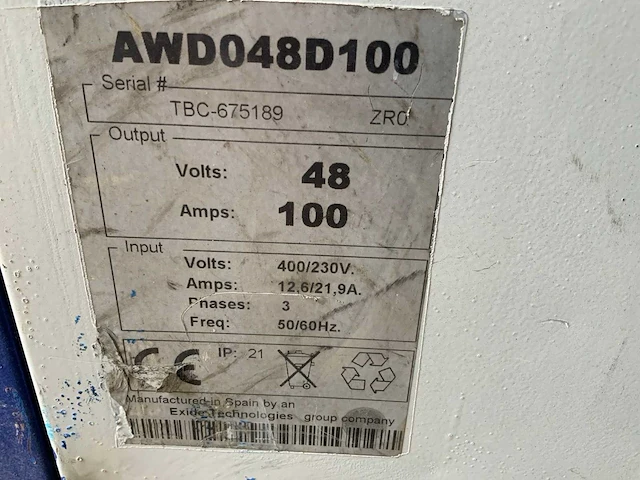 AWD048D100
Serial #
TBC-675189 ZR0
Output
Volts: 48
Amps: 100
Input
Volts: 400/230V.
Amps: 12,6/21,9A.
Phases: 3
Freq: 50/60Hz.
CE IP: 21
Manufactured in Spain by an
Exide Technologies group company